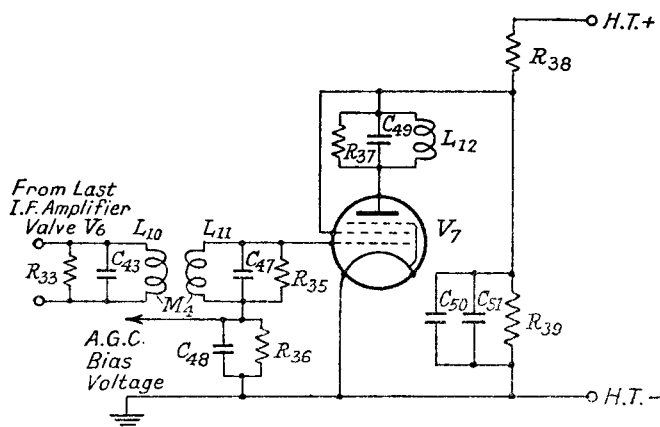 H.T.+
R38
C49
R37
L12
From Last
I.F. Amplifier
Valve V6
L10
L11
V7
R33
C43
M4
C47
R35
C50
C51
R39
A.G.C.
Bias
Voltage
C48
R36
H.T.-